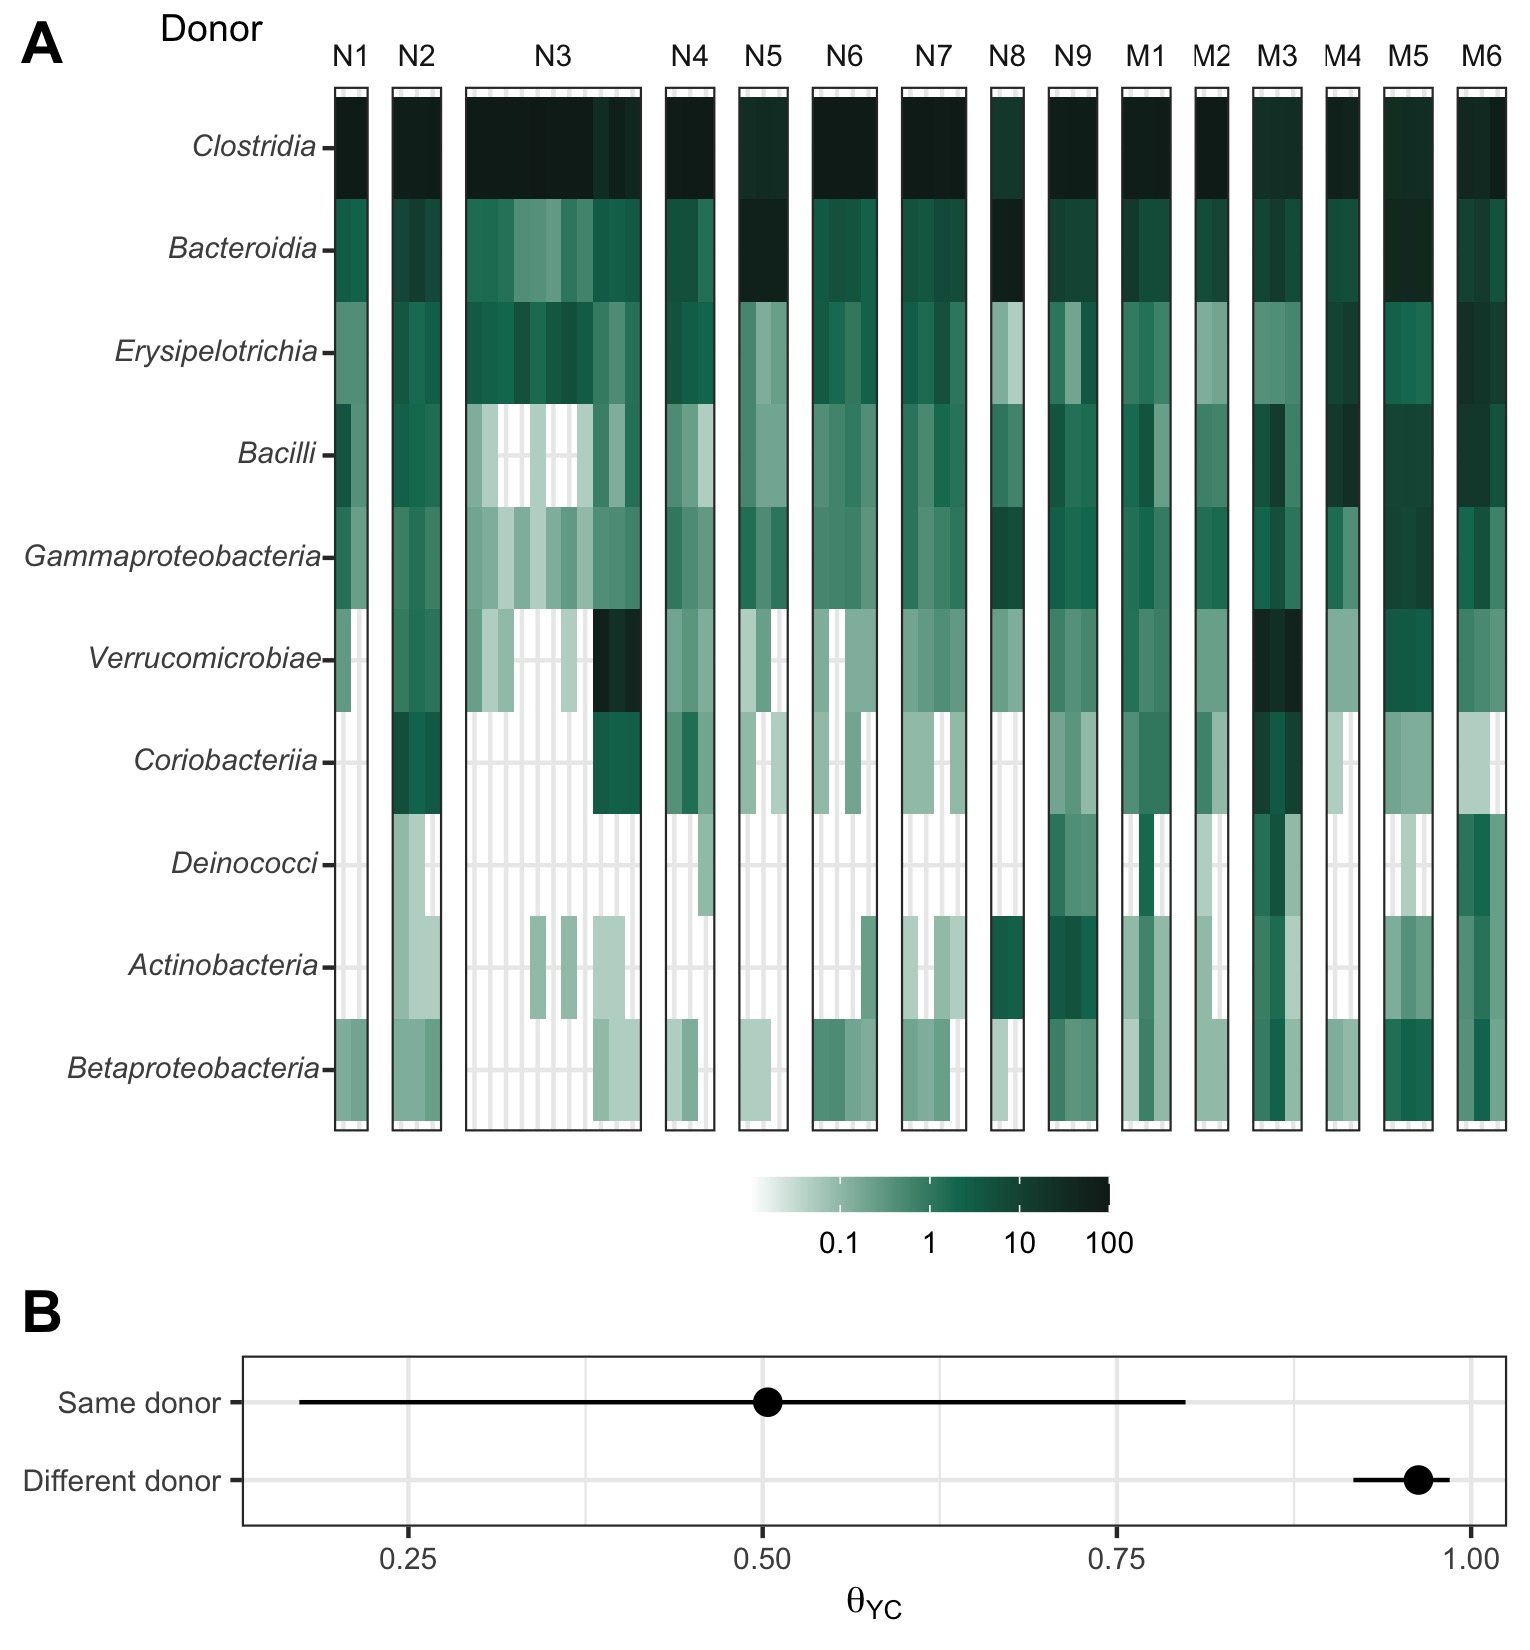 A
Donor
N1 N2 N3 N4 N5 N6 N7 N8 N9 M1 M2 M3 M4 M5 M6
Clostridia
Bacteroidia
Erysipelotrichia
Bacilli
Gammaproteobacteria
Verrucomicrobiae
Coriobacteriia
Deinococci
Actinobacteria
Betaproteobacteria
0.1 1 10 100
B
Same donor
Different donor
0.25 0.50 0.75 1.00
θYC